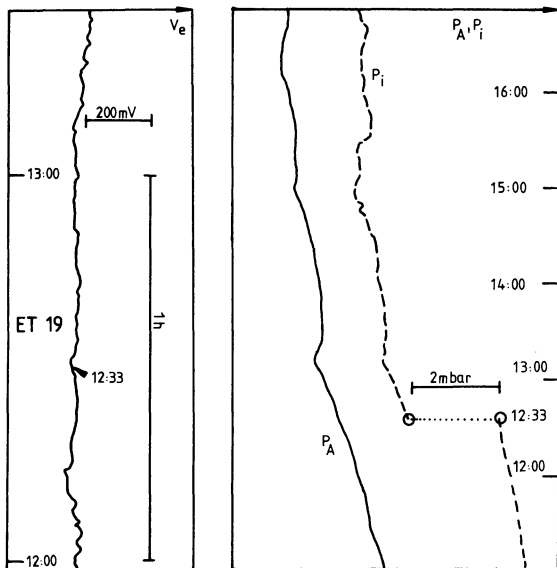 V_e
200mV
13:00
1h
ET 19
12:33
12:00
P_A, P_i
P_i
16:00
15:00
14:00
13:00
2mbar
12:33
P_A
12:00